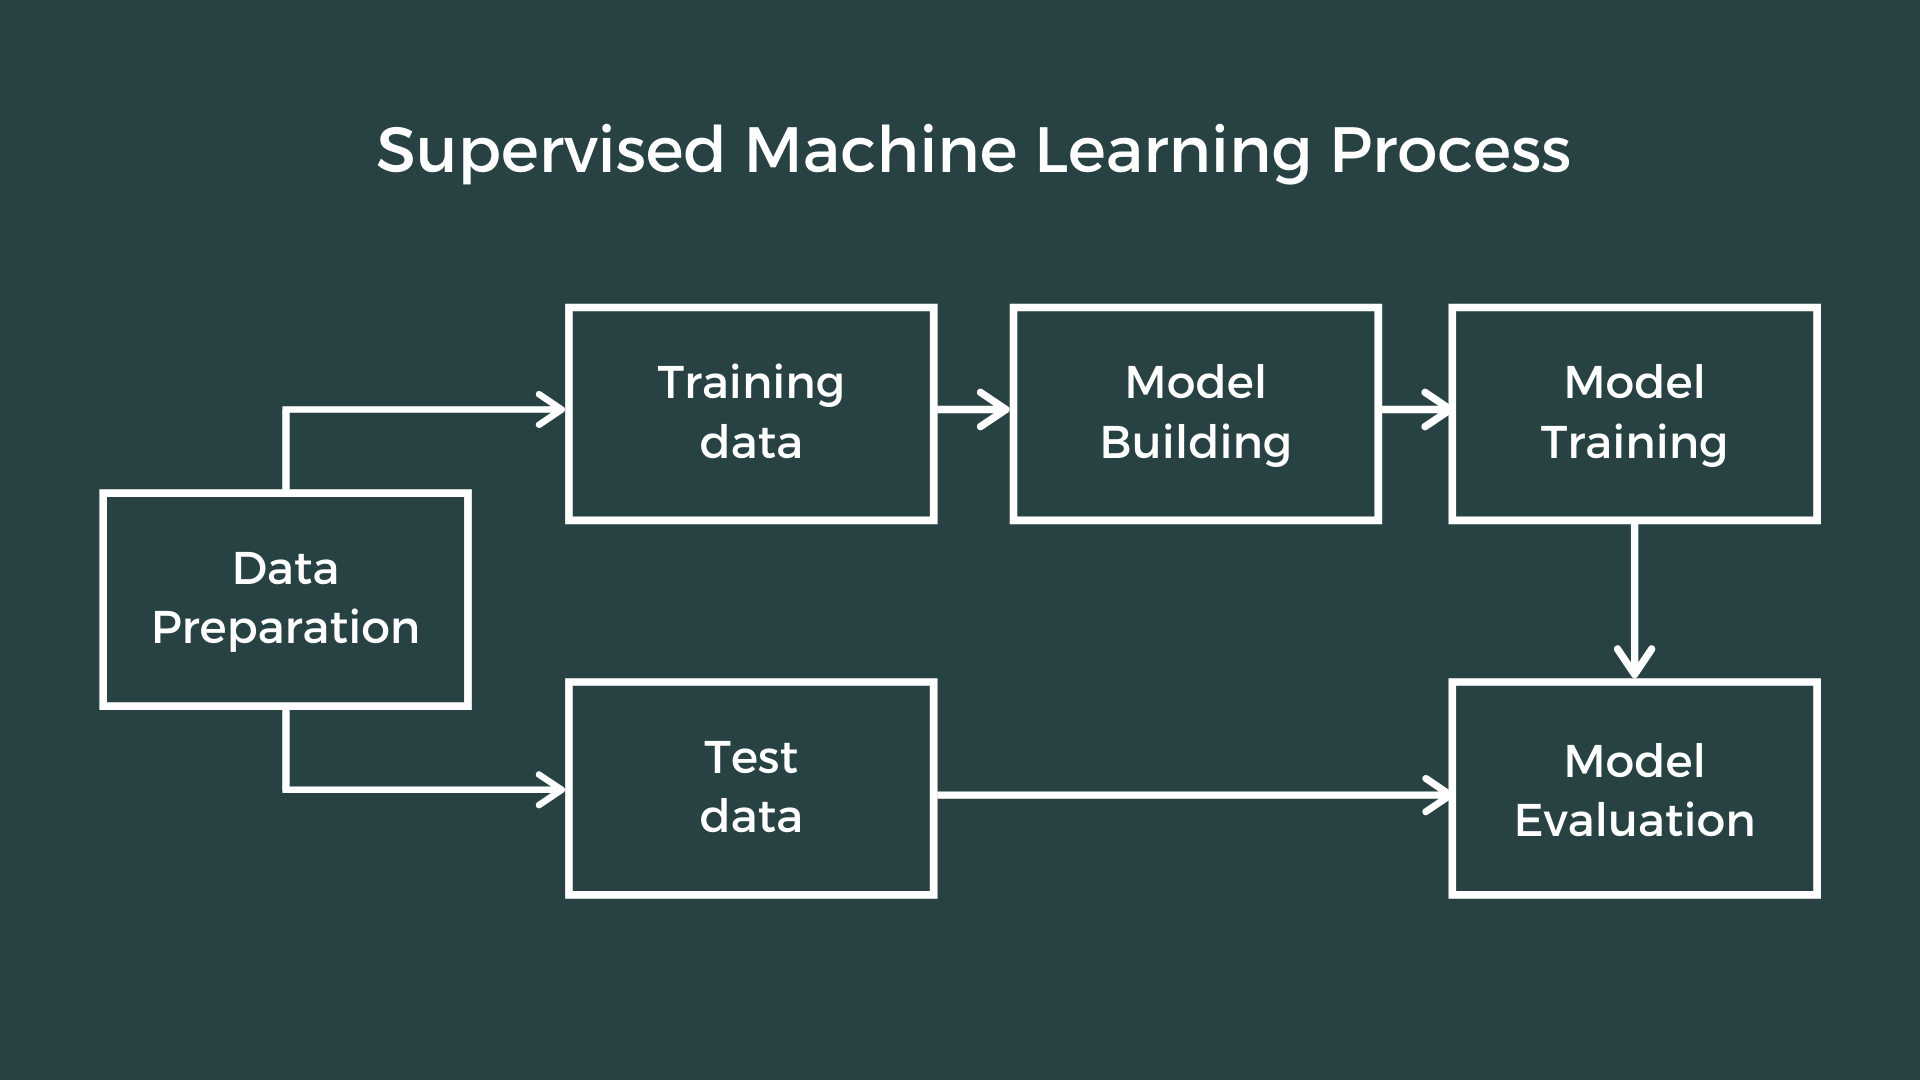 Supervised Machine Learning Process
Training
data
Model
Building
Model
Training
Data
Preparation
Test
data
Model
Evaluation